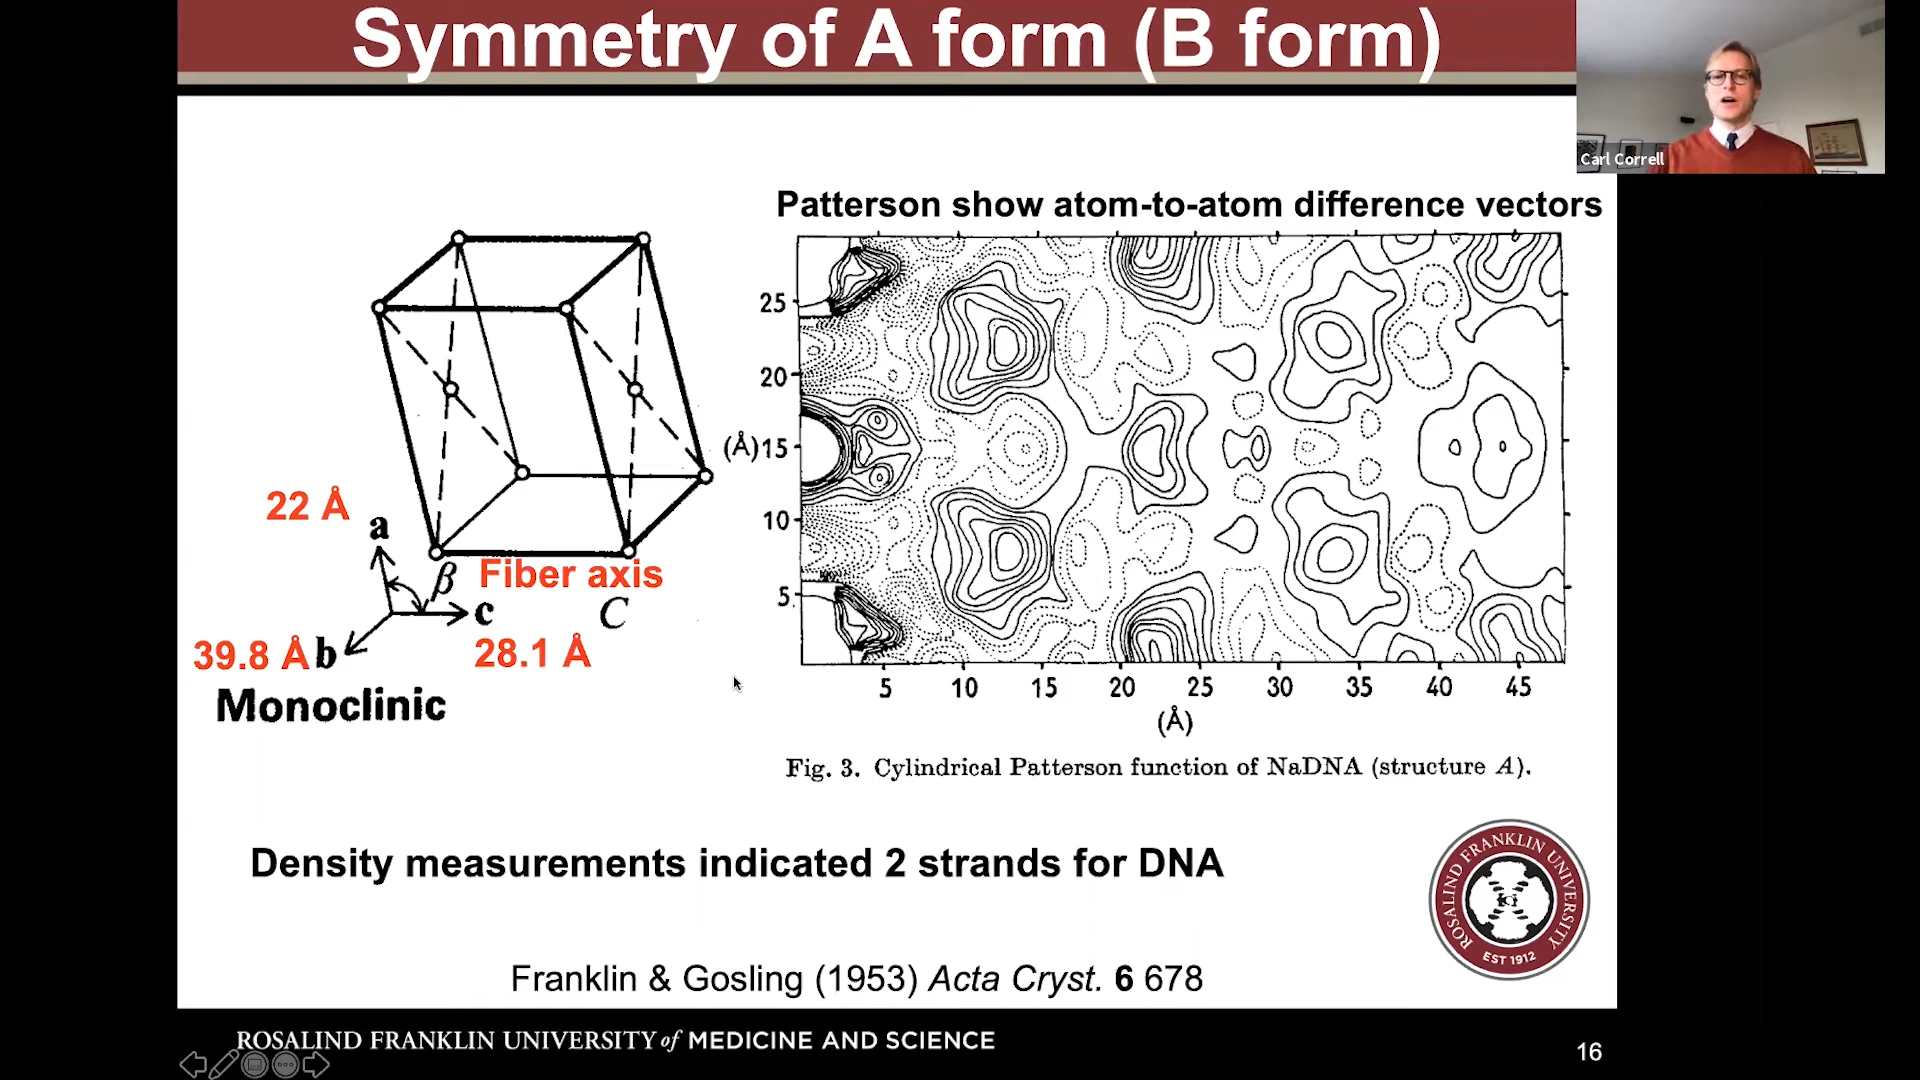 Symmetry of A form (B form)
Carl Correll
Patterson show atom-to-atom difference vectors
25
20
(Å) 15
10
5
5 10 15 20 25 30 35 40 45
(Å)
Fig. 3. Cylindrical Patterson function of NaDNA (structure A).
22 Å
a
β
Fiber axis
c
C
39.8 Å b
28.1 Å
Monoclinic
Density measurements indicated 2 strands for DNA
Franklin & Gosling (1953) Acta Cryst. 6 678
ROSALIND FRANKLIN UNIVERSITY
EST 1912
ROSALIND FRANKLIN UNIVERSITY of MEDICINE AND SCIENCE
16